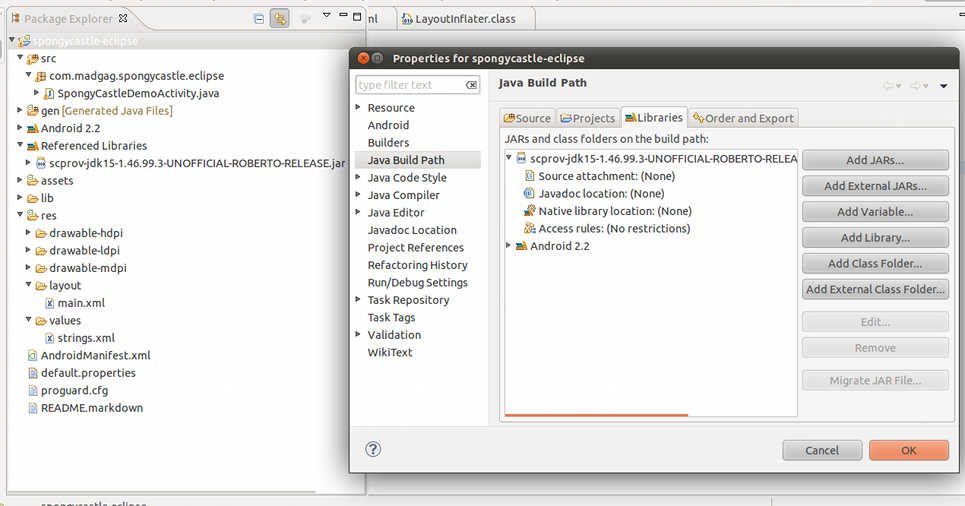 Package Explorer
ml
LayoutInflater.class
spongycastle-eclipse
src
com.madgag.spongycastle.eclipse
SpongyCastleDemoActivity.java
gen [Generated Java Files]
Android 2.2
Referenced Libraries
scprov-jdk15-1.46.99.3-UNOFFICIAL-ROBERTO-RELEASE.jar
assets
lib
res
drawable-hdpi
drawable-ldpi
drawable-mdpi
layout
main.xml
values
strings.xml
AndroidManifest.xml
default.properties
proguard.cfg
README.markdown
spongycastle-eclipse
Properties for spongycastle-eclipse
type filter text
Resource
Android
Builders
Java Build Path
Java Code Style
Java Compiler
Java Editor
Javadoc Location
Project References
Refactoring History
Run/Debug Settings
Task Repository
Task Tags
Validation
WikiText
Java Build Path
Source
Projects
Libraries
Order and Export
JARs and class folders on the build path:
scprov-jdk15-1.46.99.3-UNOFFICIAL-ROBERTO-RELEA
Source attachment: (None)
Javadoc location: (None)
Native library location: (None)
Access rules: (No restrictions)
Android 2.2
Add JARs...
Add External JARs...
Add Variable...
Add Library...
Add Class Folder...
Add External Class Folder...
Edit...
Remove
Migrate JAR File...
Cancel
OK